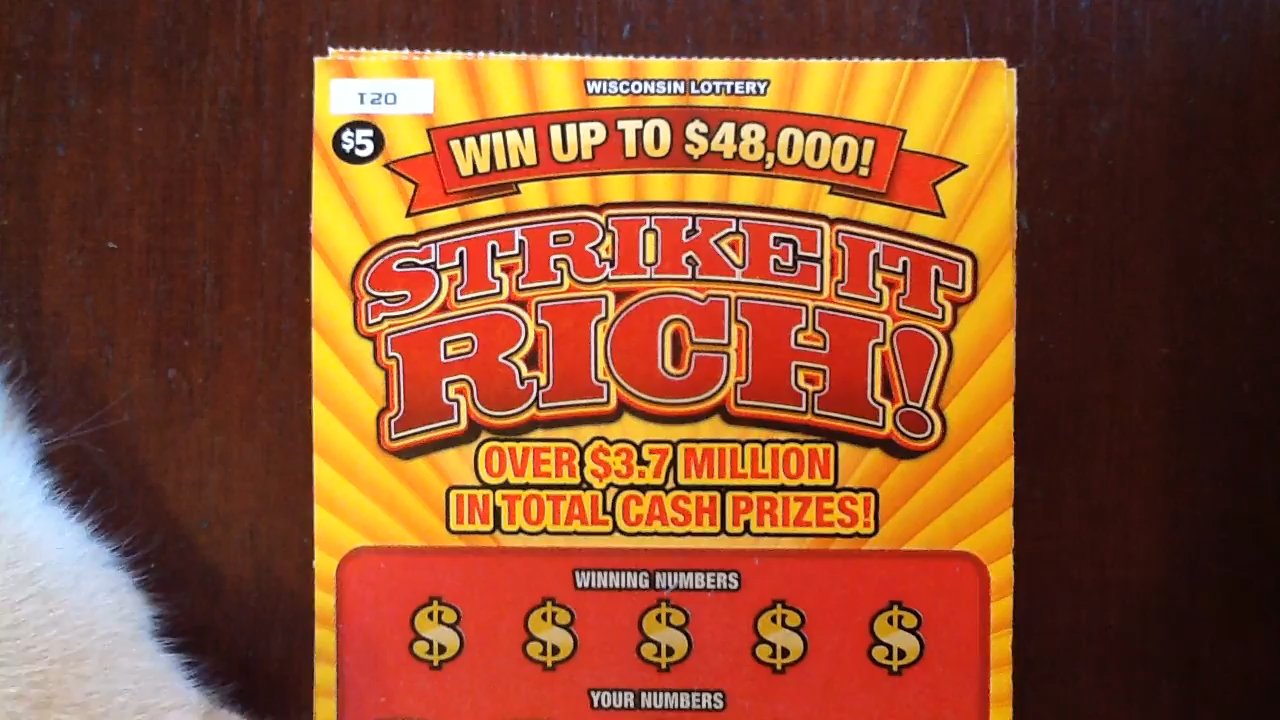 WISCONSIN LOTTERY
T20
$5
WIN UP TO $48,000!
STRIKE IT
RICH!
OVER $3.7 MILLION
IN TOTAL CASH PRIZES!
WINNING NUMBERS
$ $ $ $ $
YOUR NUMBERS